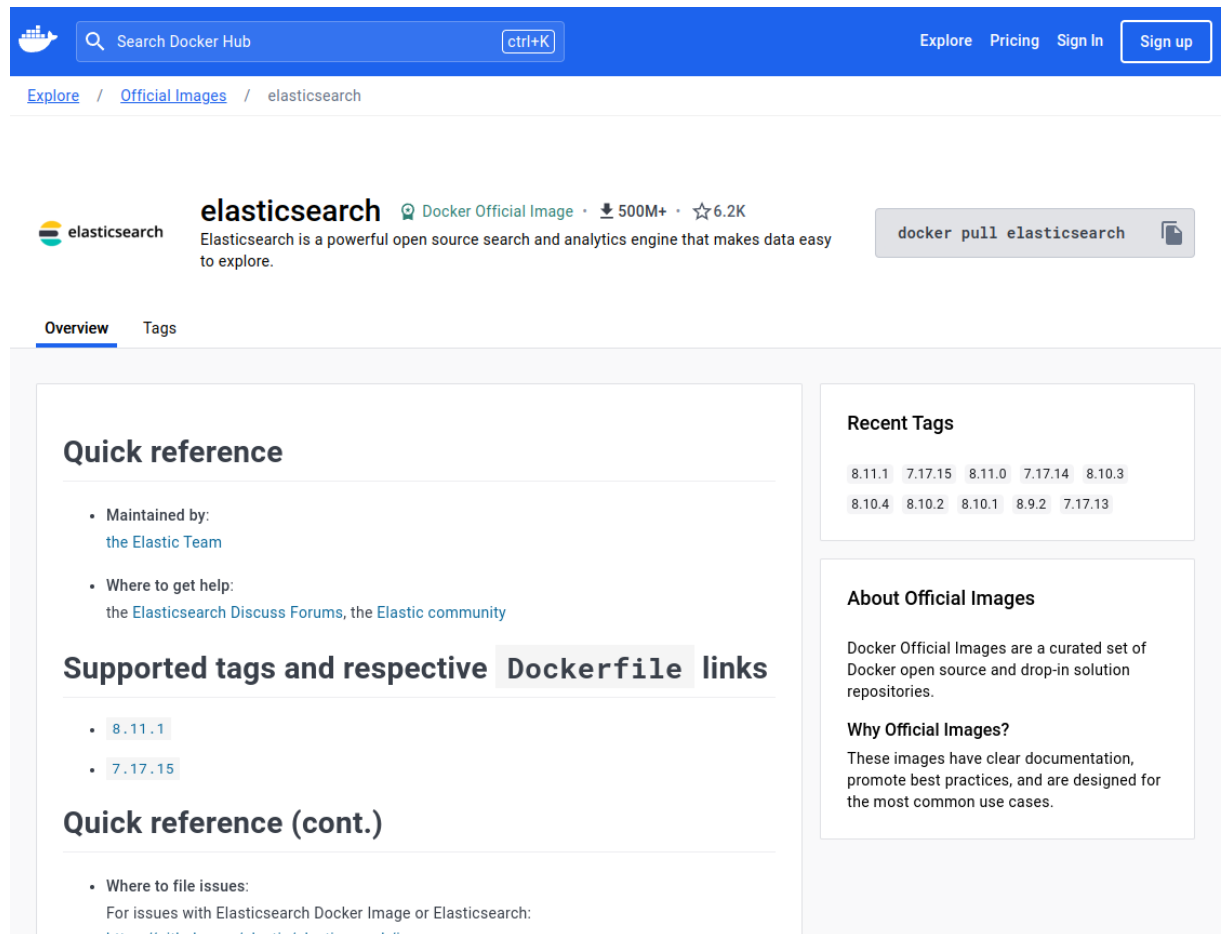 Search Docker Hub
ctrl+K
Explore
Pricing
Sign In
Sign up
Explore / Official Images / elasticsearch
elasticsearch
elasticsearch
Docker Official Image · 500M+ · 6.2K
Elasticsearch is a powerful open source search and analytics engine that makes data easy
to explore.
docker pull elasticsearch
Overview
Tags
Quick reference
• Maintained by:
the Elastic Team
• Where to get help:
the Elasticsearch Discuss Forums, the Elastic community
Supported tags and respective Dockerfile links
• 8.11.1
• 7.17.15
Quick reference (cont.)
• Where to file issues:
For issues with Elasticsearch Docker Image or Elasticsearch:
Recent Tags
8.11.1 7.17.15 8.11.0 7.17.14 8.10.3
8.10.4 8.10.2 8.10.1 8.9.2 7.17.13
About Official Images
Docker Official Images are a curated set of
Docker open source and drop-in solution
repositories.
Why Official Images?
These images have clear documentation,
promote best practices, and are designed for
the most common use cases.